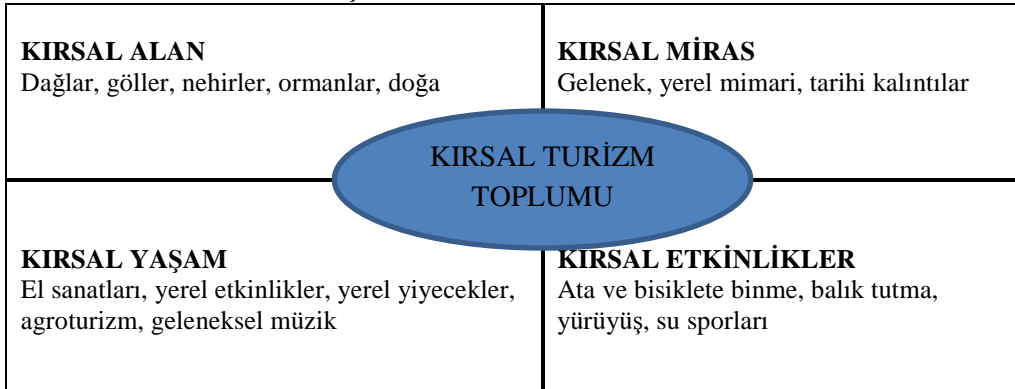 KIRSAL ALAN
Dağlar, göller, nehirler, ormanlar, doğa
KIRSAL MİRAS
Gelenek, yerel mimari, tarihi kalıntılar
KIRSAL TURİZM
TOPLUMU
KIRSAL YAŞAM
El sanatları, yerel etkinlikler, yerel yiyecekler,
agroturizm, geleneksel müzik
KIRSAL ETKİNLİKLER
Ata ve bisiklete binme, balık tutma,
yürüyüş, su sporları